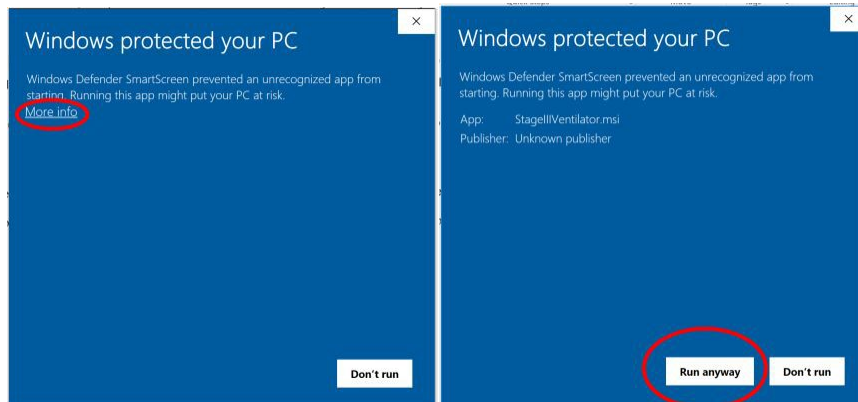 Windows protected your PC
Windows Defender SmartScreen prevented an unrecognized app from
starting. Running this app might put your PC at risk.
More info
Don't run
Windows protected your PC
Windows Defender SmartScreen prevented an unrecognized app from
starting. Running this app might put your PC at risk.
App: StageIIIVentilator.msi
Publisher: Unknown publisher
Run anyway Don't run